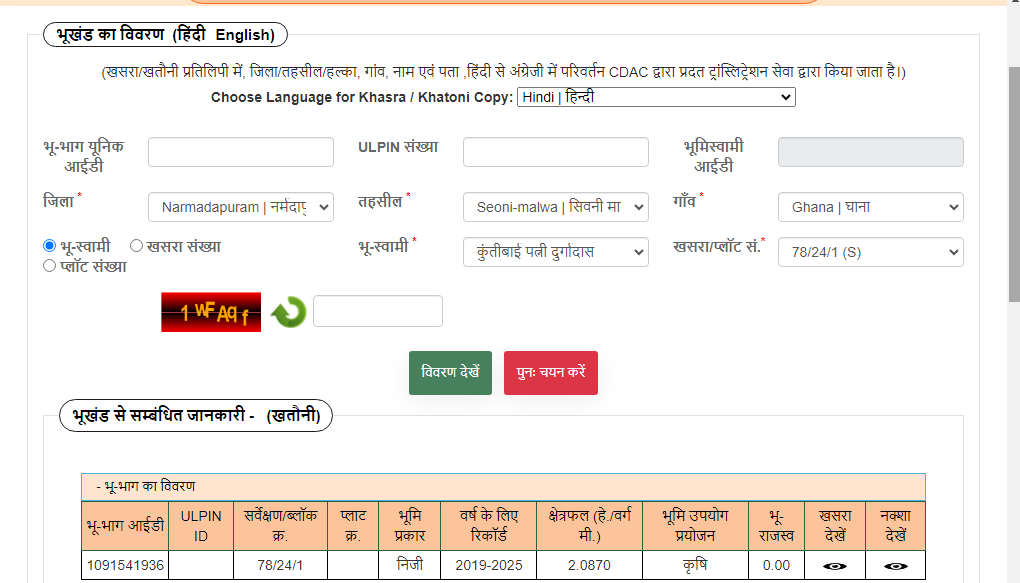 भूखंड का विवरण (हिंदी English)
(खसरा/खतौनी प्रतिलिपी में, जिला/तहसील/हल्का, गांव, नाम एवं पता ,हिंदी से अंग्रेजी में परिवर्तन CDAC द्वारा प्रदत ट्रांस्लिट्रेशन सेवा द्वारा किया जाता है।)
Choose Language for Khasra / Khatoni Copy: Hindi | हिन्दी
भू-भाग यूनिक आईडी
ULPIN संख्या
भूमिस्वामी आईडी
जिला * Narmadapuram | नर्मदापु
तहसील * Seoni-malwa | सिवनी मा
गाँव * Ghana | घाना
भू-स्वामी खसरा संख्या
प्लॉट संख्या
भू-स्वामी * कुंतीबाई पत्नी दुर्गादास
खसरा/प्लॉट सं.* 78/24/1 (S)
1WFAqf
विवरण देखें पुनः चयन करें
भूखंड से सम्बंधित जानकारी - (खतौनी)
- भू-भाग का विवरण
भू-भाग आईडी ULPIN ID सर्वेक्षण/ब्लॉक क्र. प्लाट क्र. भूमि प्रकार वर्ष के लिए रिकॉर्ड क्षेत्रफल (हे./वर्ग मी.) भूमि उपयोग प्रयोजन भू-राजस्व खसरा देखें नक्शा देखें
1091541936 78/24/1 निजी 2019-2025 2.0870 कृषि 0.00